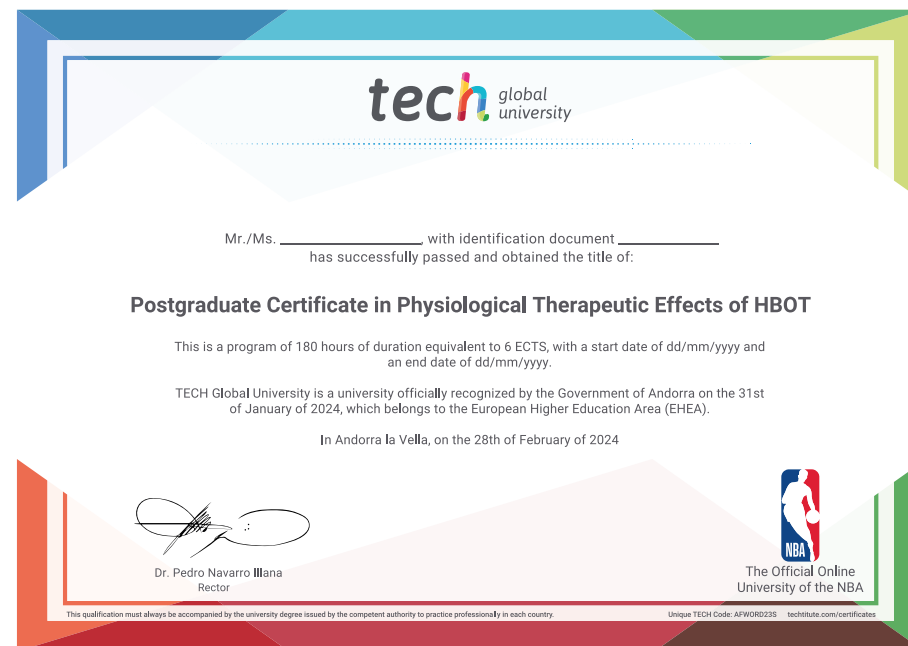 tech global university
Mr./Ms. ____________, with identification document ____________
has successfully passed and obtained the title of:
Postgraduate Certificate in Physiological Therapeutic Effects of HBOT
This is a program of 180 hours of duration equivalent to 6 ECTS, with a start date of dd/mm/yyyy and
an end date of dd/mm/yyyy.
TECH Global University is a university officially recognized by the Government of Andorra on the 31st
of January of 2024, which belongs to the European Higher Education Area (EHEA).
In Andorra la Vella, on the 28th of February of 2024
Dr. Pedro Navarro Illana
Rector
NBA
The Official Online
University of the NBA
This qualification must always be accompanied by the university degree issued by the competent authority to practice professionally in each country.
Unique TECH Code: AFWORD23S techtitute.com/certificates